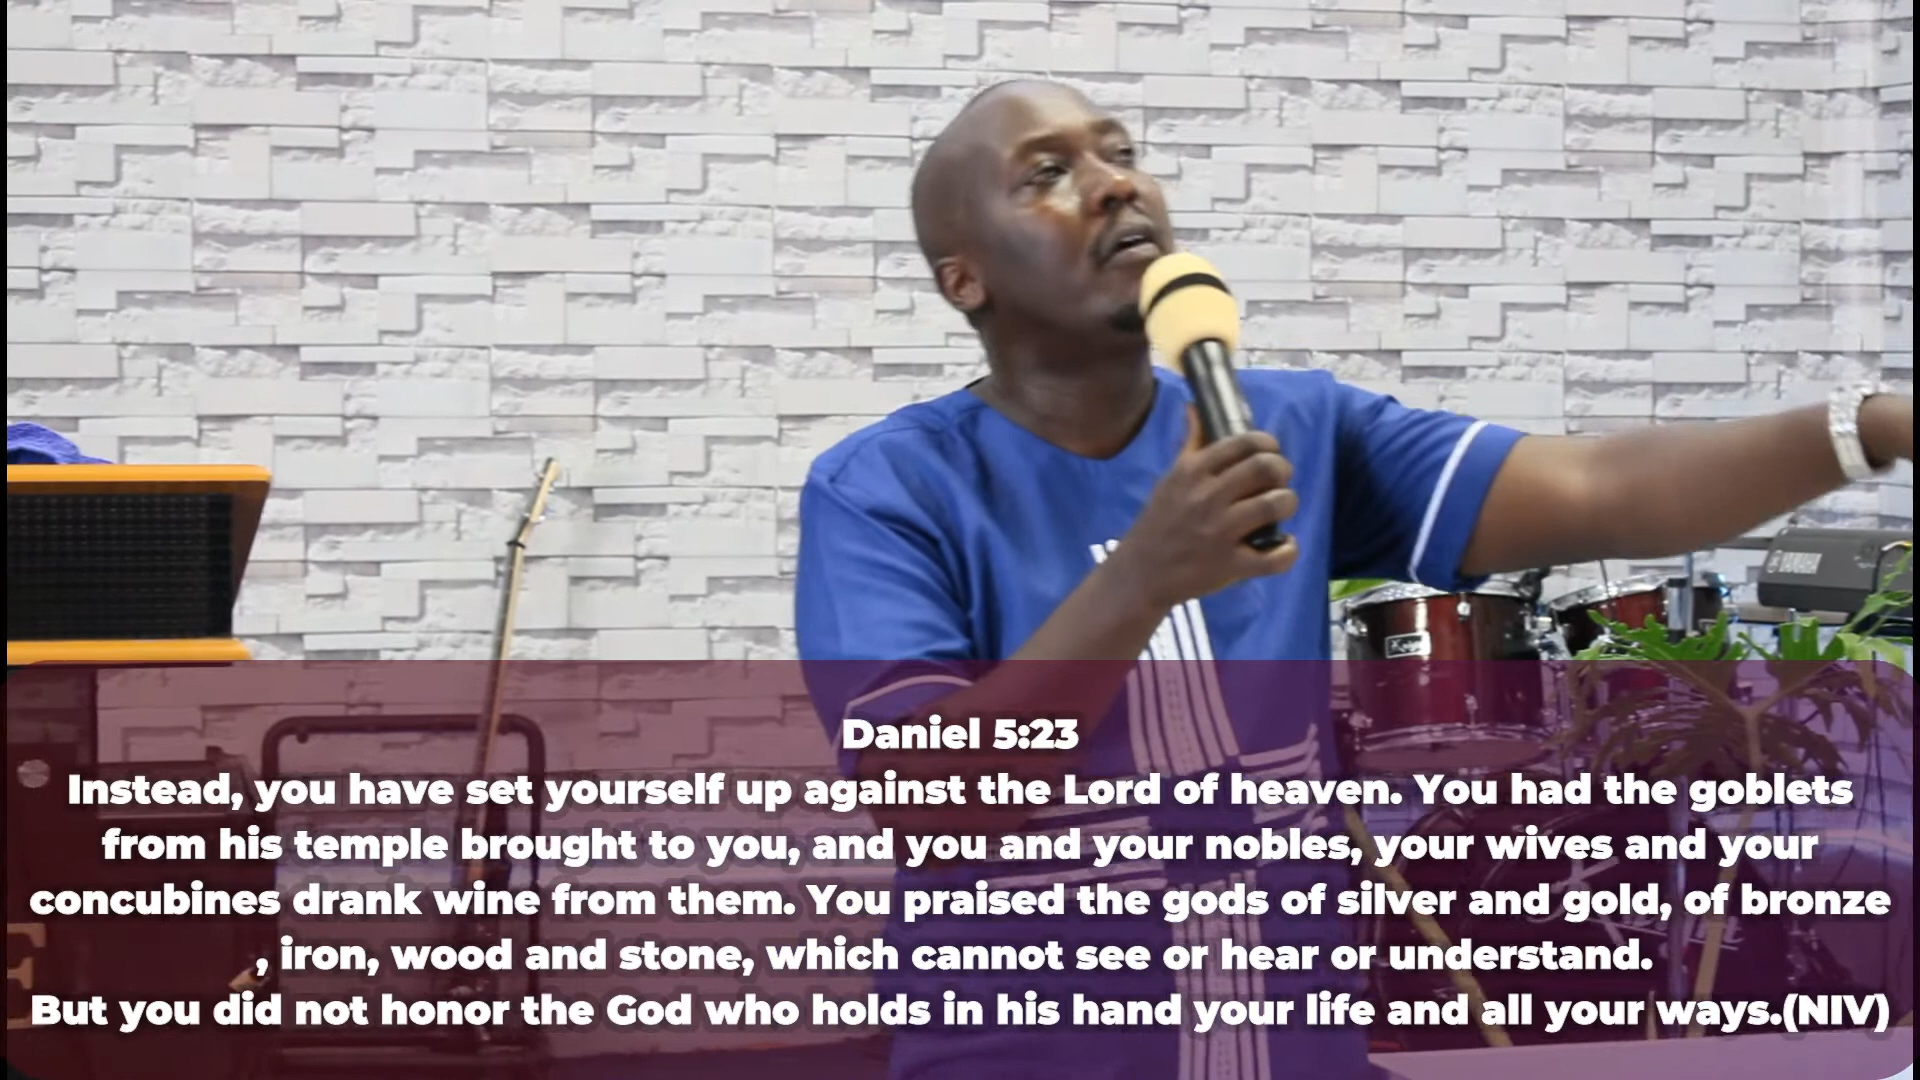 YAMAHA
Daniel 5:23
Instead, you have set yourself up against the Lord of heaven. You had the goblets
from his temple brought to you, and you and your nobles, your wives and your
concubines drank wine from them. You praised the gods of silver and gold, of bronze
, iron, wood and stone, which cannot see or hear or understand.
But you did not honor the God who holds in his hand your life and all your ways.(NIV)